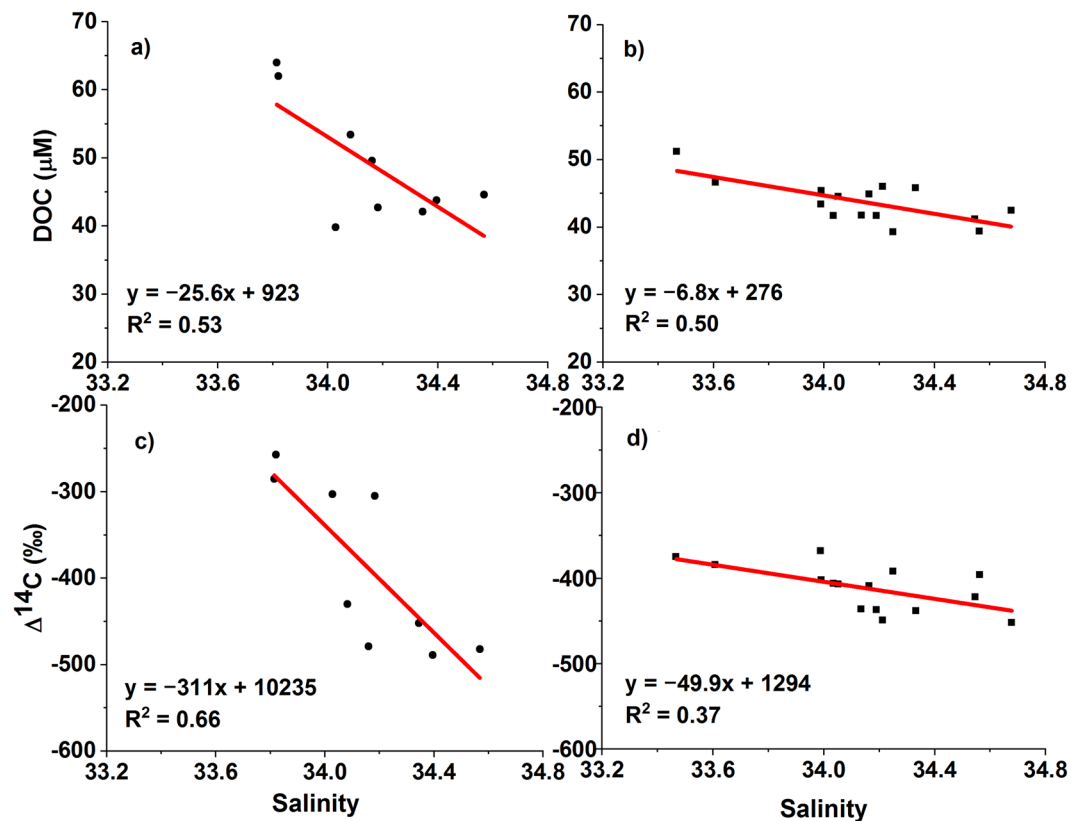 a)
70
60
50
40
30
20
DOC (μM)
y = −25.6x + 923
R² = 0.53
33.2 33.6 34.0 34.4 34.8
b)
70
60
50
40
30
20
y = −6.8x + 276
R² = 0.50
33.2 33.6 34.0 34.4 34.8
c)
-200
-300
-400
-500
-600
Δ¹⁴C (‰)
y = −311x + 10235
R² = 0.66
33.2 33.6 34.0 34.4 34.8
Salinity
d)
-200
-300
-400
-500
-600
y = −49.9x + 1294
R² = 0.37
33.2 33.6 34.0 34.4 34.8
Salinity